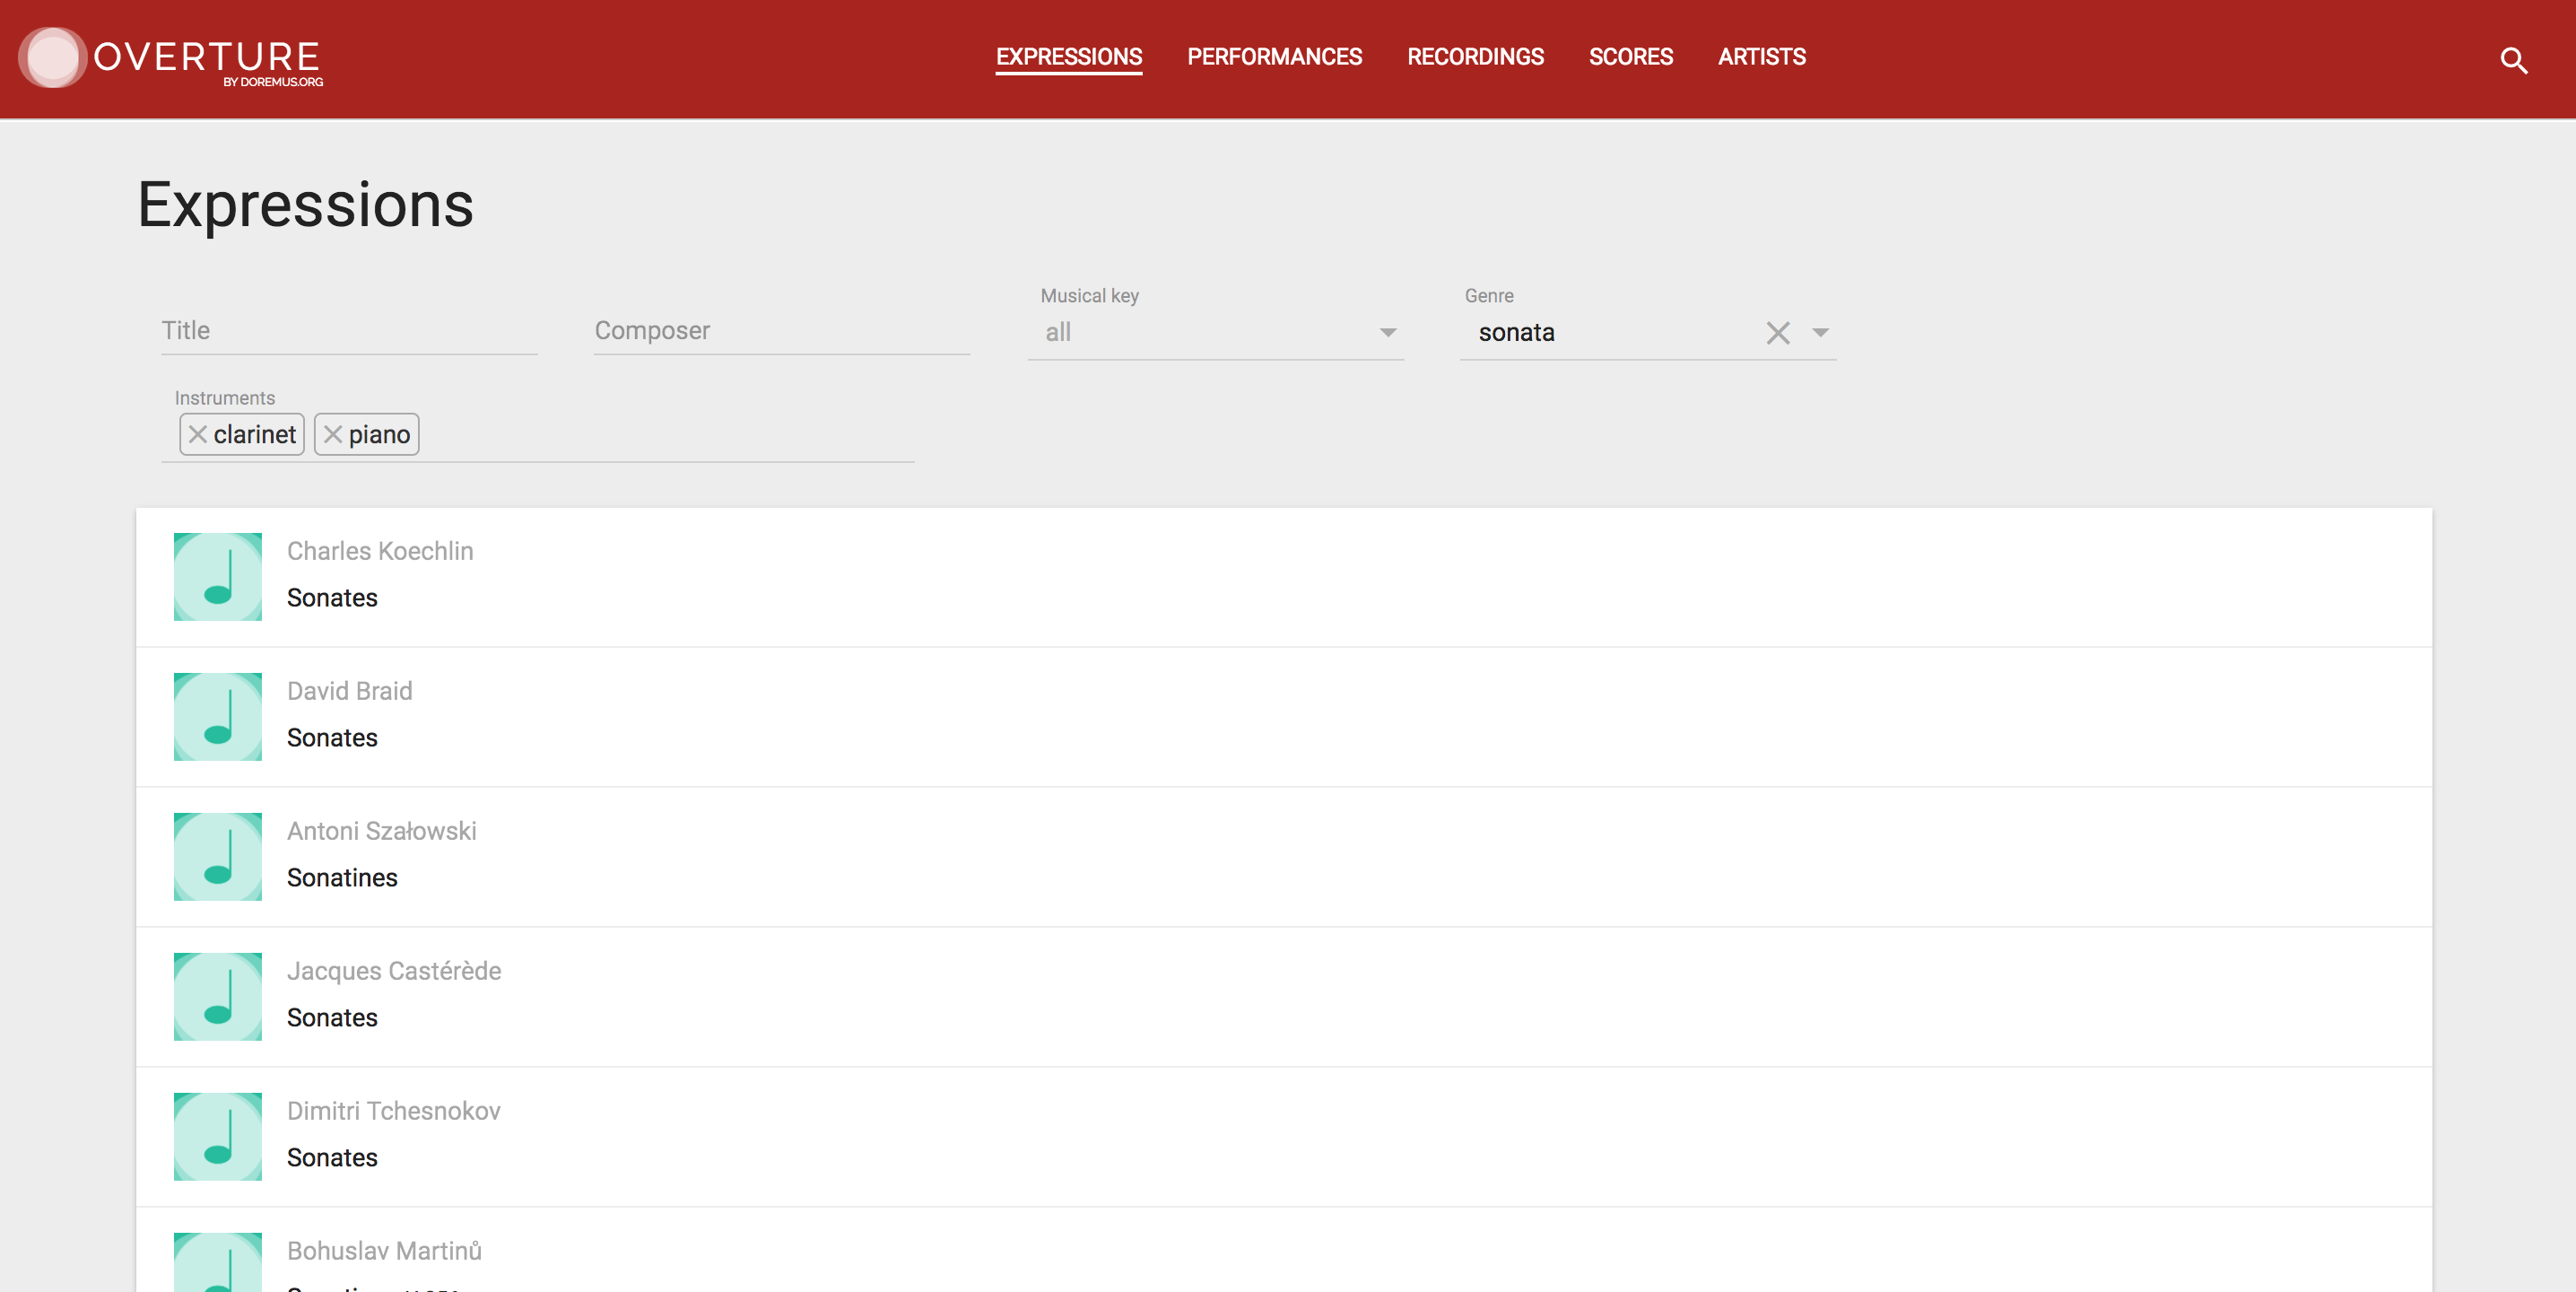 OVERTURE
BY DOREMUS.ORG
EXPRESSIONS PERFORMANCES RECORDINGS SCORES ARTISTS
Expressions
Title
Composer
Musical key
all
Genre
sonata
Instruments
clarinet piano
Charles Koechlin
Sonates
David Braid
Sonates
Antoni Szałowski
Sonatines
Jacques Castérède
Sonates
Dimitri Tchesnokov
Sonates
Bohuslav Martinů